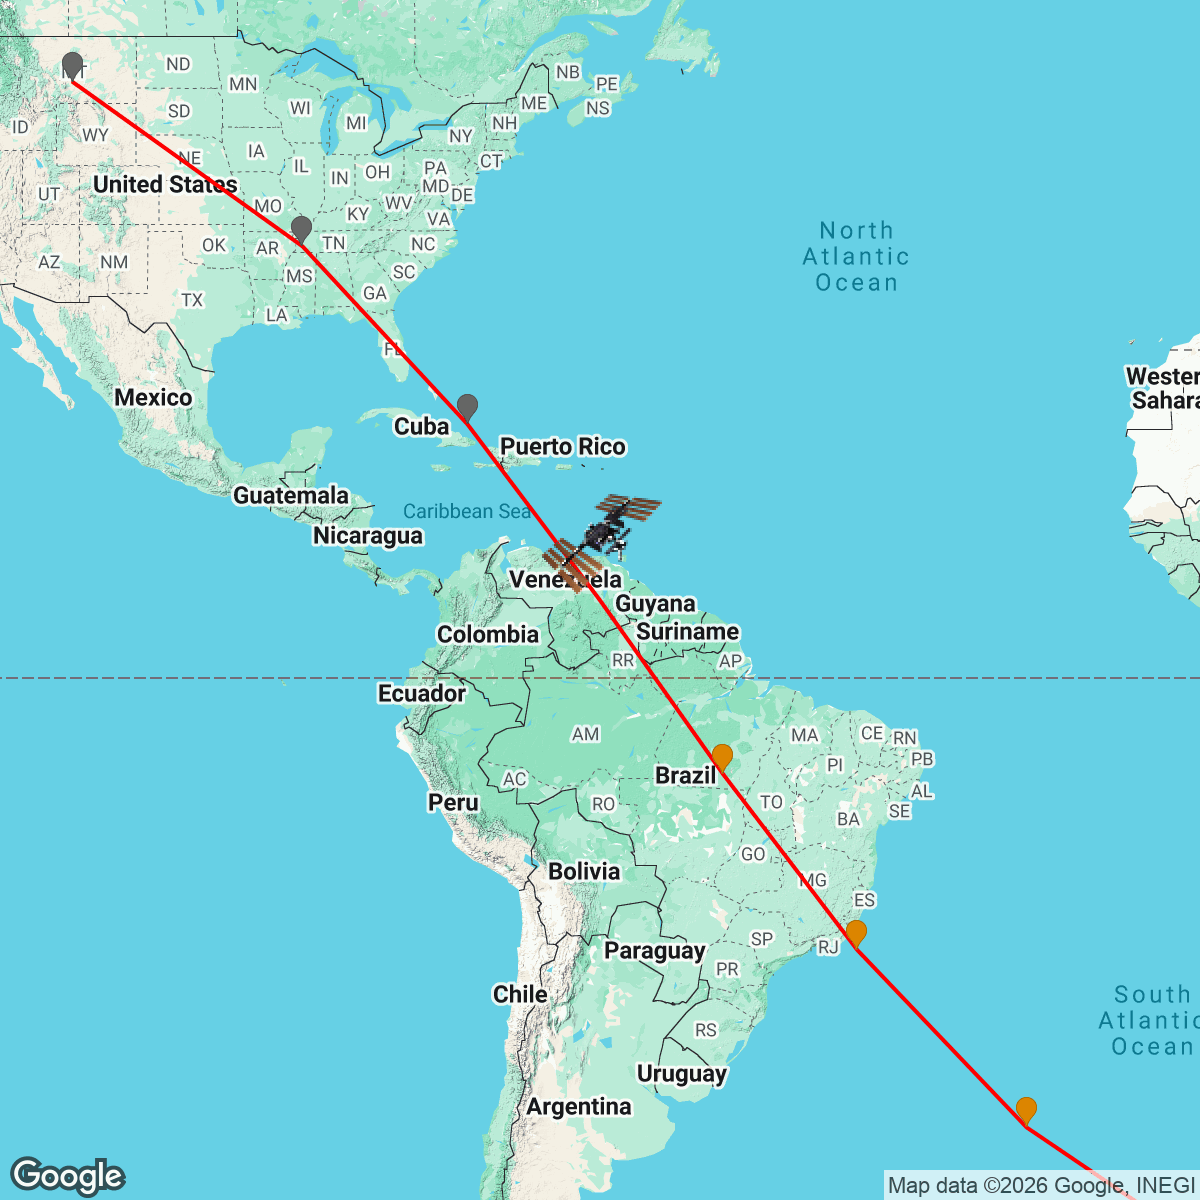 MT
ND
MN
NB
PE
NS
ME
ID
WY
SD
WI
MI
NH
NY
CT
NE
IA
IL
IN
OH
PA
MD
DE
United States
UT
MO
KY
WV
VA
OK
AR
TN
NC
AZ
NM
MS
SC
GA
TX
LA
FL
North
Atlantic
Ocean
Mexico
Cuba
Puerto Rico
Guatemala
Caribbean Sea
Nicaragua
Wester
Sahara
Venezuela
Guyana
Suriname
Colombia
RR
AP
Ecuador
AM
MA
CE
RN
PI
PB
Brazil
AC
AL
Peru
RO
TO
SE
BA
GO
Bolivia
MG
ES
SP
RJ
Paraguay
PR
Chile
South
Atlantic
Ocean
RS
Uruguay
Argentina
Google
Map data ©2026 Google, INEGI